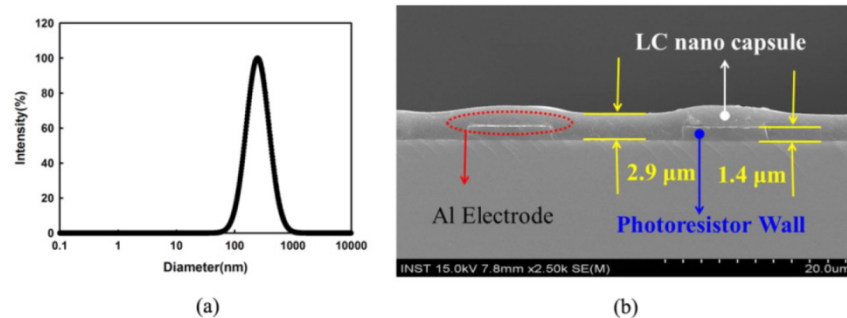 120
100
80
60
40
20
0
Intensity(%)
0.1 1 10 100 1000 10000
Diameter(nm)
(a)
LC nano capsule
2.9 μm
1.4 μm
Al Electrode
Photoresistor Wall
INST 15.0kV 7.8mm x2.50k SE(M)
20.0um
(b)